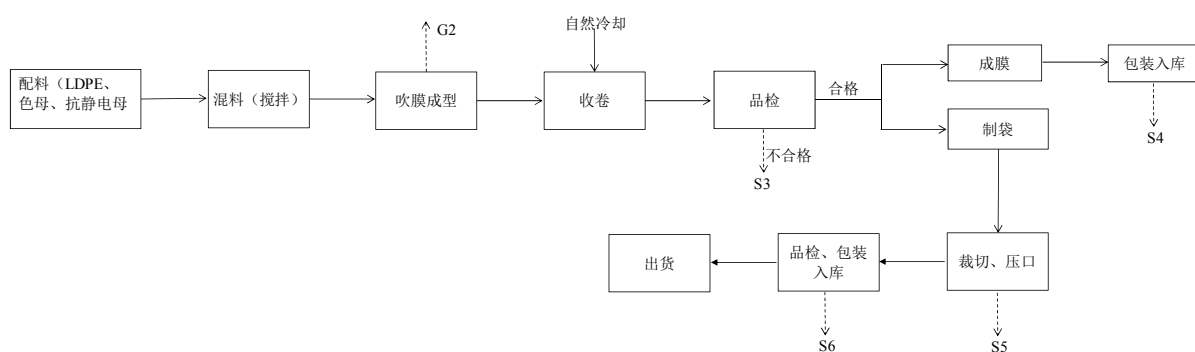 G2
自然冷却
配料（LDPE、
色母、抗静电母
混料（搅拌）
吹膜成型
收卷
品检
合格
成膜
包装入库
制袋
不合格
S3
S4
出货
品检、包装
入库
裁切、压口
S6
S5